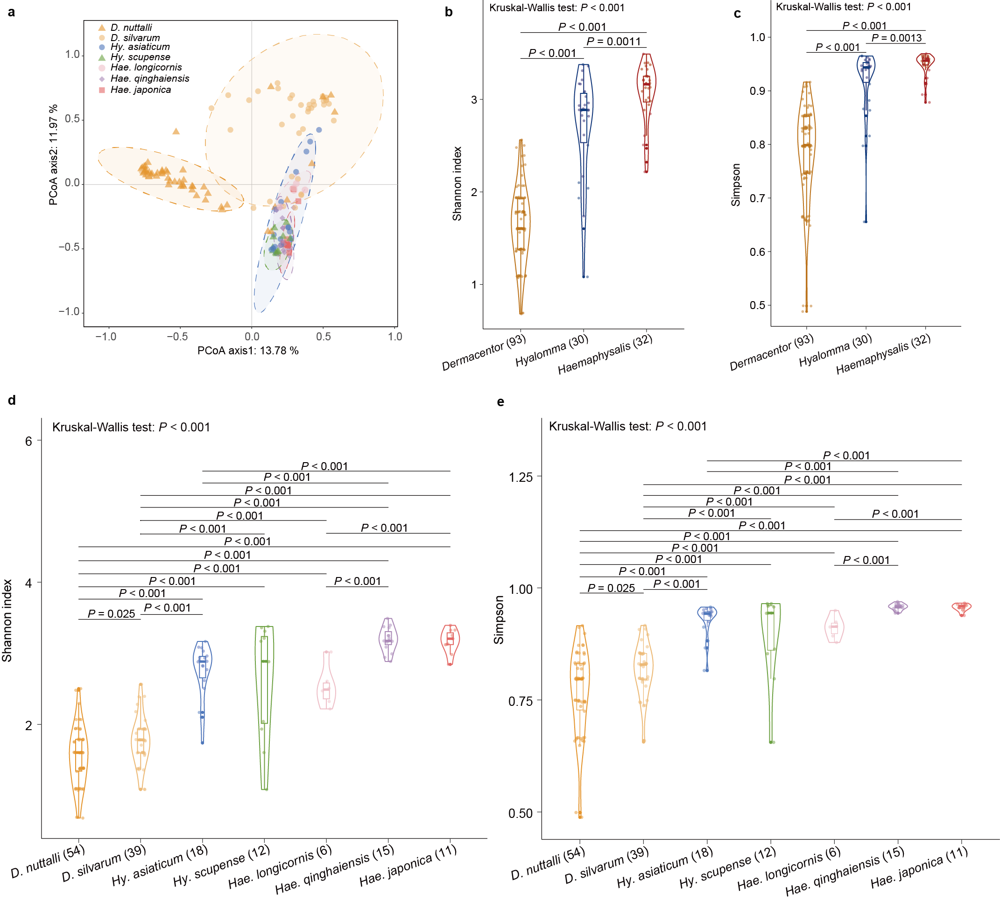 a
D. nuttalli
D. silvarum
Hy. asiaticum
Hy. scupense
Hae. longicornis
Hae. qinghaiensis
Hae. japonica
1.0
0.5
0.0
−0.5
−1.0
PCoA axis2: 11.97 %
−1.0
−0.5
0.0
0.5
1.0
PCoA axis1: 13.78 %
b
Kruskal-Wallis test: P < 0.001
P < 0.001
P = 0.0011
P < 0.001
3
2
1
Shannon index
Dermacentor (93)
Hyalomma (30)
Haemaphysalis (32)
c
Kruskal-Wallis test: P < 0.001
P < 0.001
P = 0.0013
P < 0.001
1.0
0.9
0.8
0.7
0.6
0.5
Simpson
Dermacentor (93)
Hyalomma (30)
Haemaphysalis (32)
d
Kruskal-Wallis test: P < 0.001
P < 0.001
P < 0.001
P < 0.001
P < 0.001
P < 0.001
P < 0.001
P < 0.001
P < 0.001
P < 0.001
P < 0.001
P < 0.001
P < 0.001
P < 0.001
P < 0.001
P = 0.025
6
4
2
Shannon index
D. nuttalli (54)
D. silvarum (39)
Hy. asiaticum (18)
Hy. scupense (12)
Hae. longicornis (6)
Hae. qinghaiensis (15)
Hae. japonica (11)
e
Kruskal-Wallis test: P < 0.001
P < 0.001
P < 0.001
P < 0.001
P < 0.001
P < 0.001
P < 0.001
P < 0.001
P < 0.001
P < 0.001
P < 0.001
P < 0.001
P < 0.001
P < 0.001
P < 0.001
P = 0.025
1.25
1.00
0.75
0.50
Simpson
D. nuttalli (54)
D. silvarum (39)
Hy. asiaticum (18)
Hy. scupense (12)
Hae. longicornis (6)
Hae. qinghaiensis (15)
Hae. japonica (11)